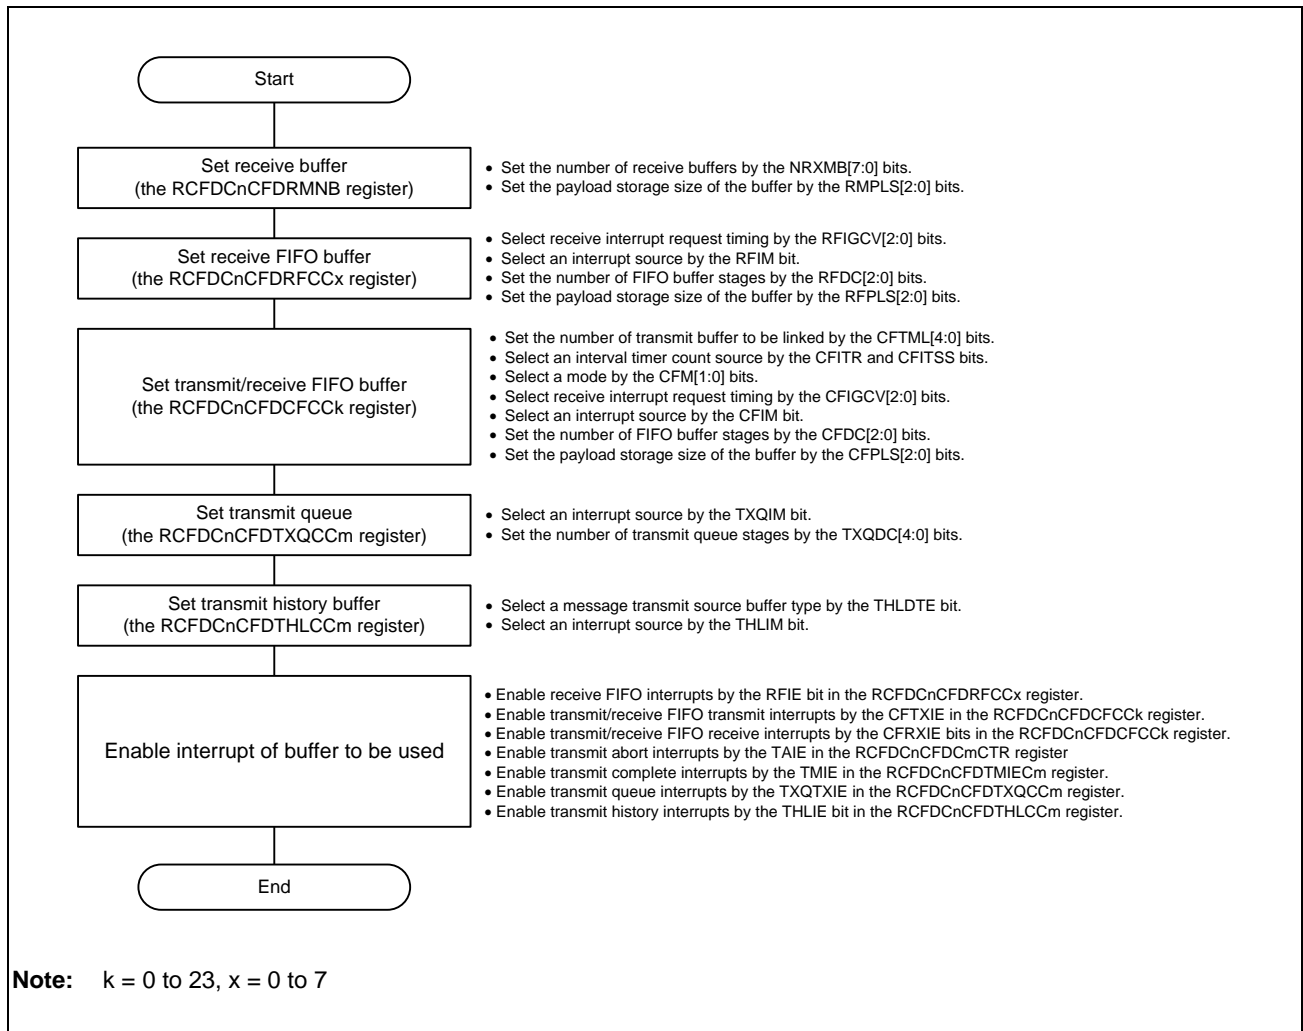 Start
Set receive buffer
(the RCFDCnCFDRMNB register)
• Set the number of receive buffers by the NRXMB[7:0] bits.
• Set the payload storage size of the buffer by the RMPLS[2:0] bits.
Set receive FIFO buffer
(the RCFDCnCFDRFCCx register)
• Select receive interrupt request timing by the RFIGCV[2:0] bits.
• Select an interrupt source by the RFIM bit.
• Set the number of FIFO buffer stages by the RFDC[2:0] bits.
• Set the payload storage size of the buffer by the RFPLS[2:0] bits.
Set transmit/receive FIFO buffer
(the RCFDCnCFDCFCCk register)
• Set the number of transmit buffer to be linked by the CFTML[4:0] bits.
• Select an interval timer count source by the CFITR and CFITSS bits.
• Select a mode by the CFM[1:0] bits.
• Select receive interrupt request timing by the CFIGCV[2:0] bits.
• Select an interrupt source by the CFIM bit.
• Set the number of FIFO buffer stages by the CFDC[2:0] bits.
• Set the payload storage size of the buffer by the CFPLS[2:0] bits.
Set transmit queue
(the RCFDCnCFDTXQCCm register)
• Select an interrupt source by the TXQIM bit.
• Set the number of transmit queue stages by the TXQDC[4:0] bits.
Set transmit history buffer
(the RCFDCnCFDTHLCCm register)
• Select a message transmit source buffer type by the THLDTE bit.
• Select an interrupt source by the THLIM bit.
Enable interrupt of buffer to be used
• Enable receive FIFO interrupts by the RFIE bit in the RCFDCnCFDRFCCx register.
• Enable transmit/receive FIFO transmit interrupts by the CFTXIE in the RCFDCnCFDCFCCk register.
• Enable transmit/receive FIFO receive interrupts by the CFRXIE bits in the RCFDCnCFDCFCCk register.
• Enable transmit abort interrupts by the TAIE in the RCFDCnCFDCmCTR register
• Enable transmit complete interrupts by the TMIE in the RCFDCnCFDTMIECm register.
• Enable transmit queue interrupts by the TXQTXIE in the RCFDCnCFDTXQCCm register.
• Enable transmit history interrupts by the THLIE bit in the RCFDCnCFDTHLCCm register.
End
Note: k = 0 to 23, x = 0 to 7